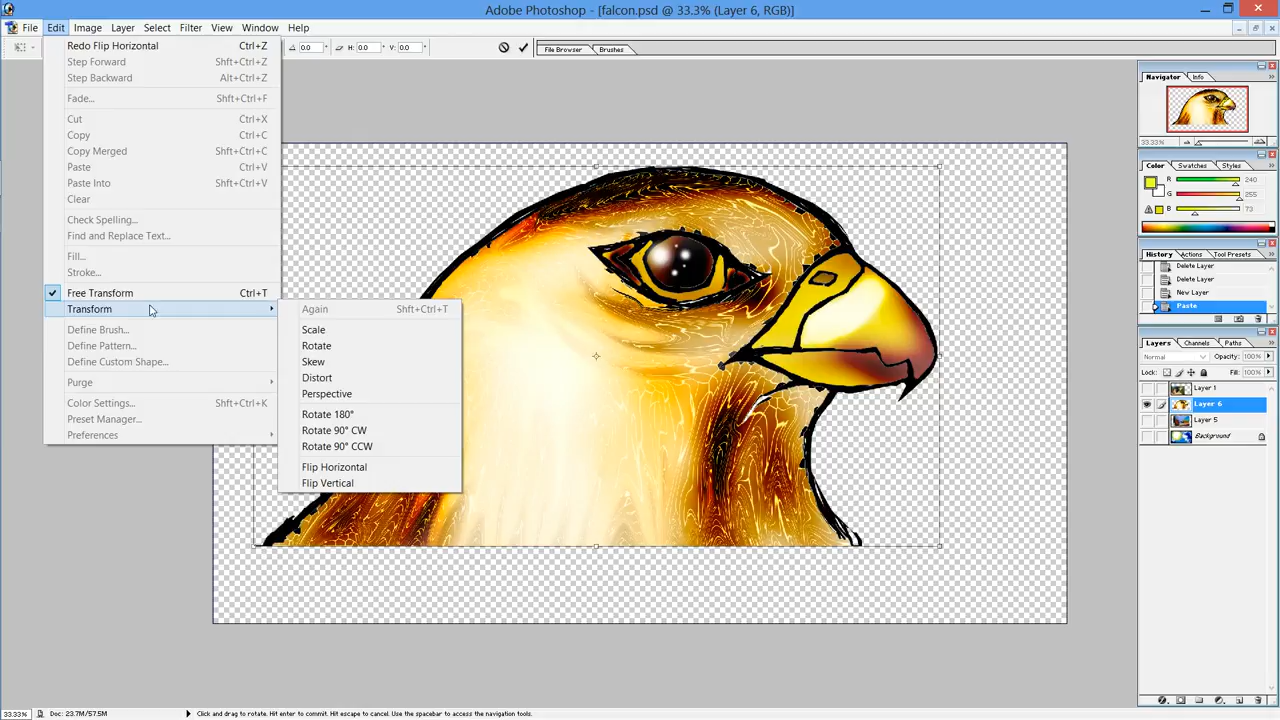 Adobe Photoshop - [falcon.psd @ 33.3% (Layer 6, RGB)]
File Edit Image Layer Select Filter View Window Help
0.0 ° H: 0.0 ° V: 0.0 ° File Browser Brushes
Redo Flip Horizontal Ctrl+Z
Step Forward Shft+Ctrl+Z
Step Backward Alt+Ctrl+Z
Fade... Shft+Ctrl+F
Cut Ctrl+X
Copy Ctrl+C
Copy Merged Shft+Ctrl+C
Paste Ctrl+V
Paste Into Shft+Ctrl+V
Clear
Check Spelling...
Find and Replace Text...
Fill...
Stroke...
Free Transform Ctrl+T
Transform
Define Brush...
Define Pattern...
Define Custom Shape...
Purge
Color Settings... Shft+Ctrl+K
Preset Manager...
Preferences
Again Shft+Ctrl+T
Scale
Rotate
Skew
Distort
Perspective
Rotate 180°
Rotate 90° CW
Rotate 90° CCW
Flip Horizontal
Flip Vertical
Navigator Info
33.33%
Color Swatches Styles
R 240
G 255
B 73
History Actions Tool Presets
Delete Layer
Delete Layer
New Layer
Paste
Layers Channels Paths
Normal Opacity: 100%
Lock: Fill: 100%
Layer 1
Layer 6
Layer 5
Background
33.33% Doc: 23.7M/57.5M Click and drag to rotate. Hit enter to commit. Hit escape to cancel. Use the spacebar to access the navigation tools.